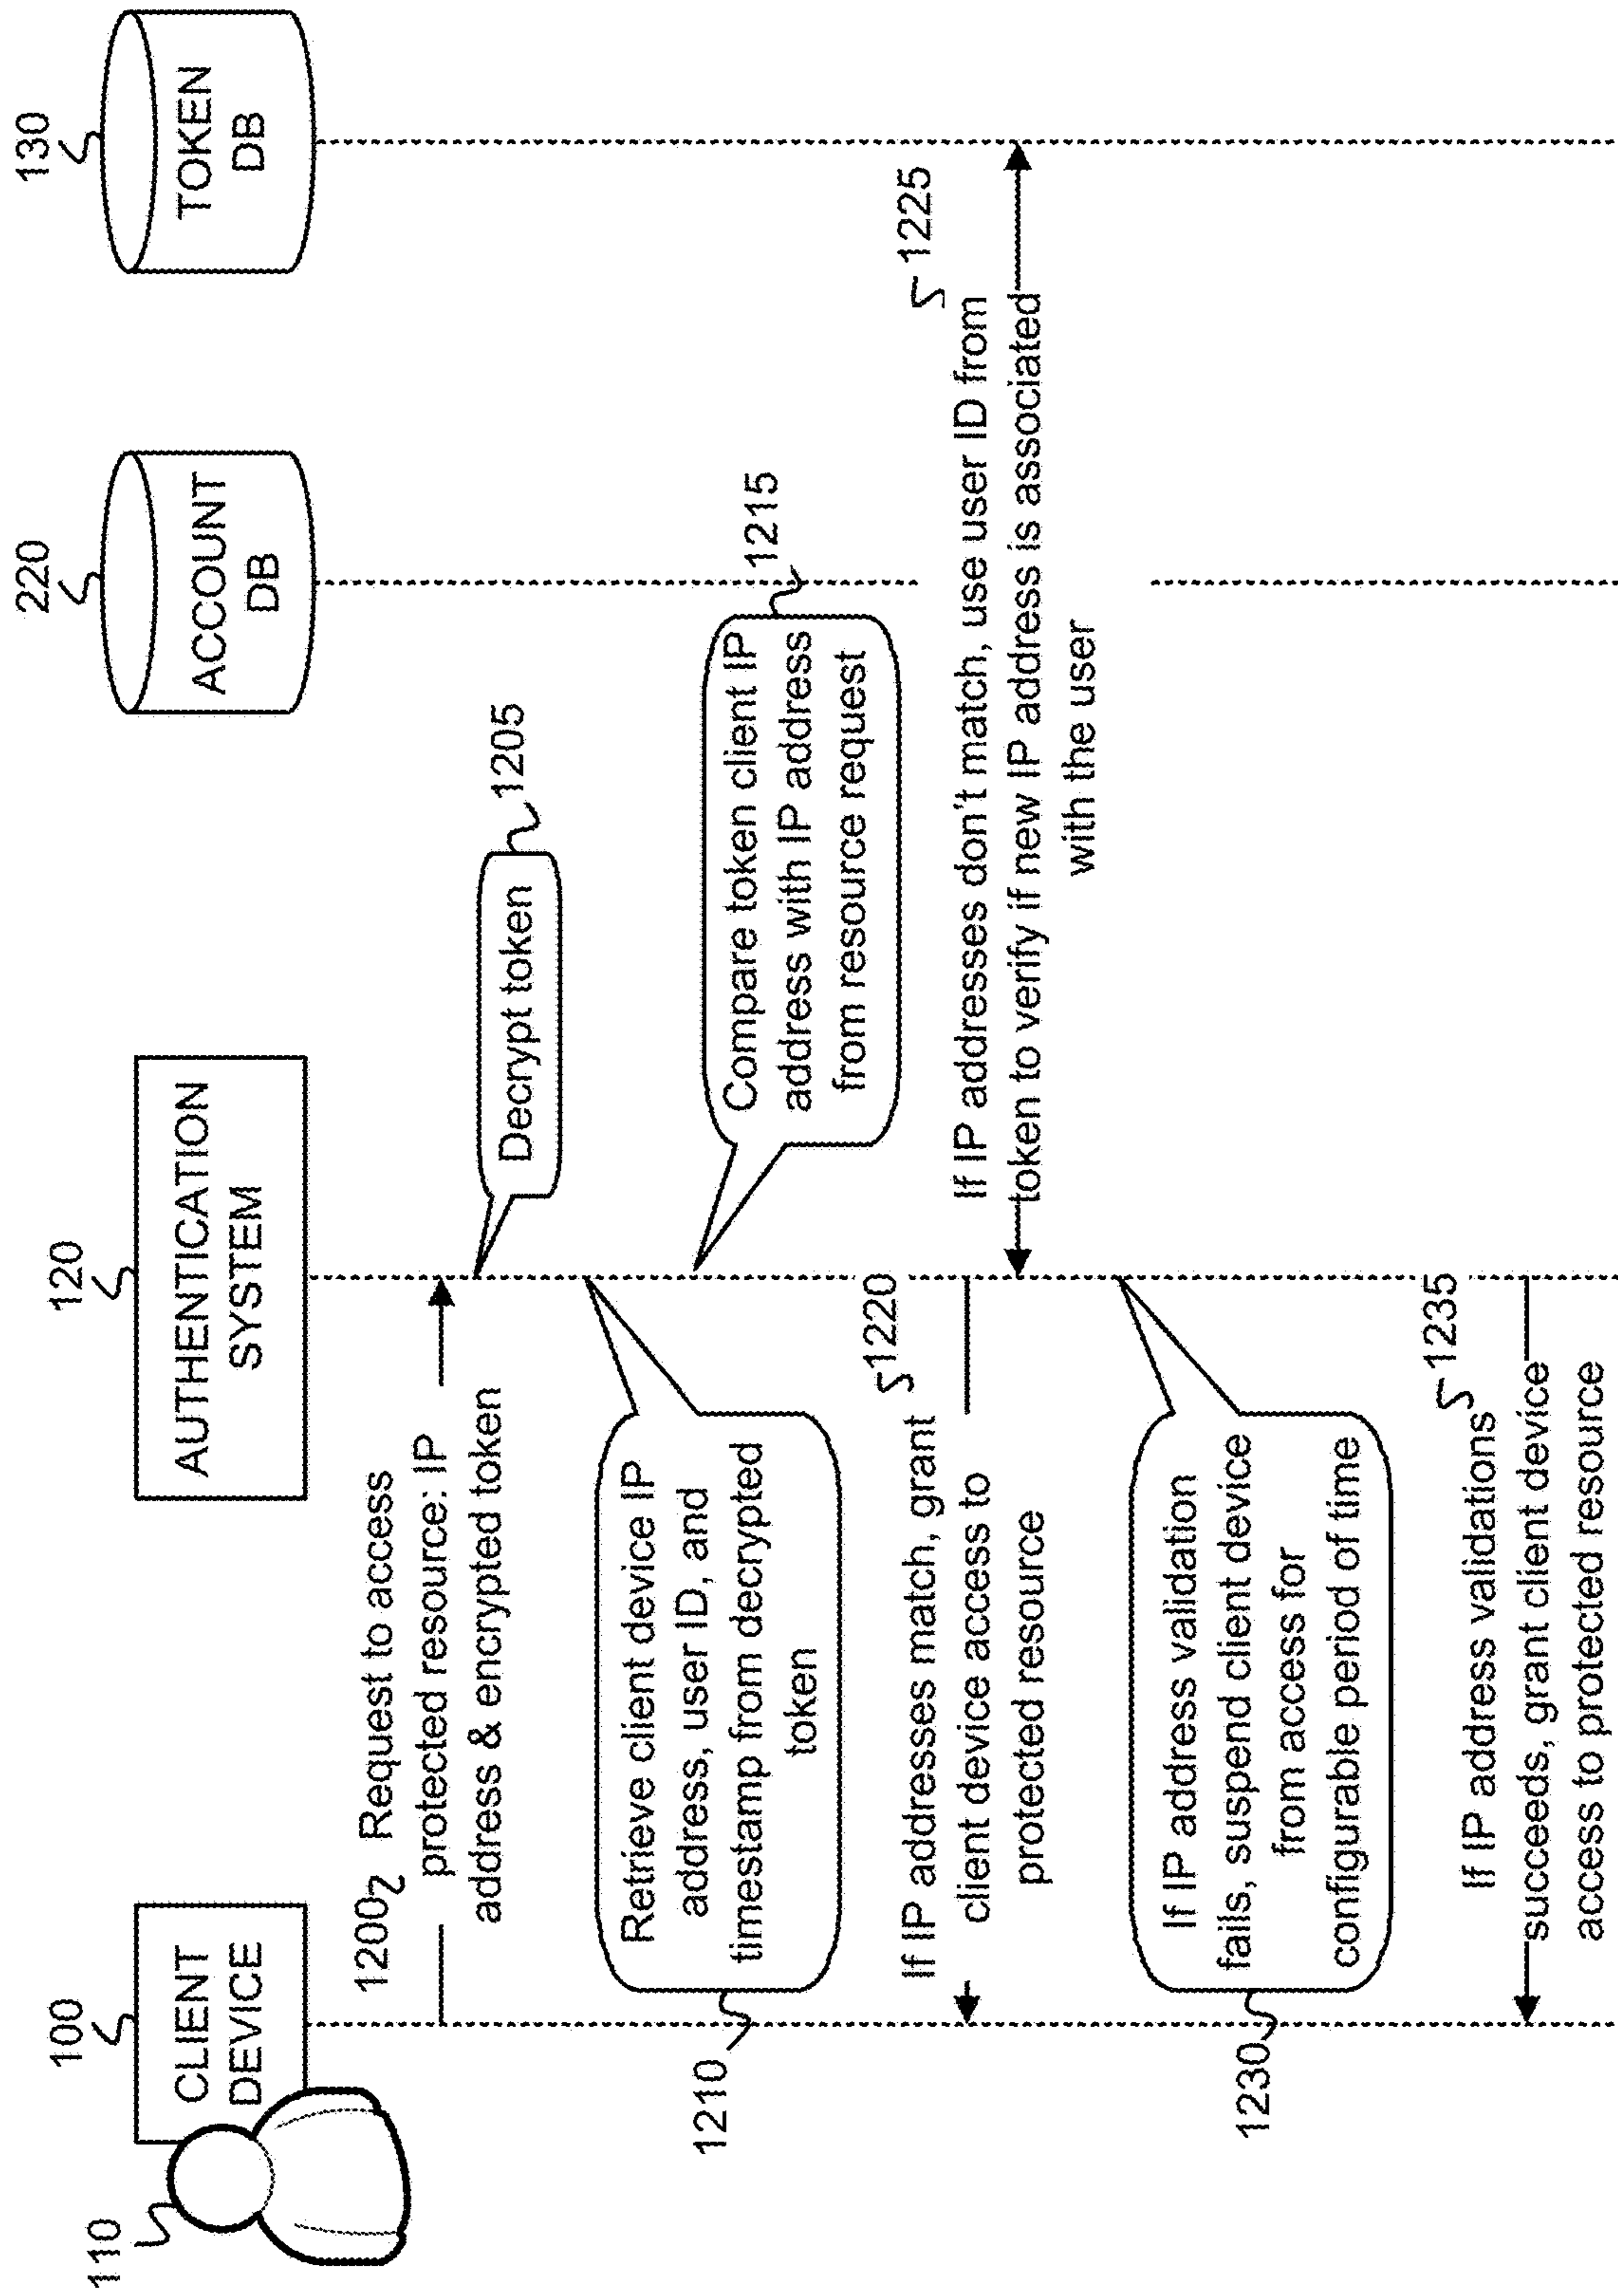 110
100
CLIENT
DEVICE
120
AUTHENTICATION
SYSTEM
220
ACCOUNT
DB
130
TOKEN
DB
1200
Request to access
protected resource: IP
address & encrypted token
Decrypt token
1205
Retrieve client device IP
address, user ID, and
timestamp from decrypted
token
1210
Compare token client IP
address with IP address
from resource request
1215
If IP addresses match, grant
client device access to
protected resource
1220
If IP addresses don't match, use user ID from
token to verify if new IP address is associated
with the user
1225
If IP address validation
fails, suspend client device
from access for
configurable period of time
1230
If IP address validations
succeeds, grant client device
access to protected resource
1235